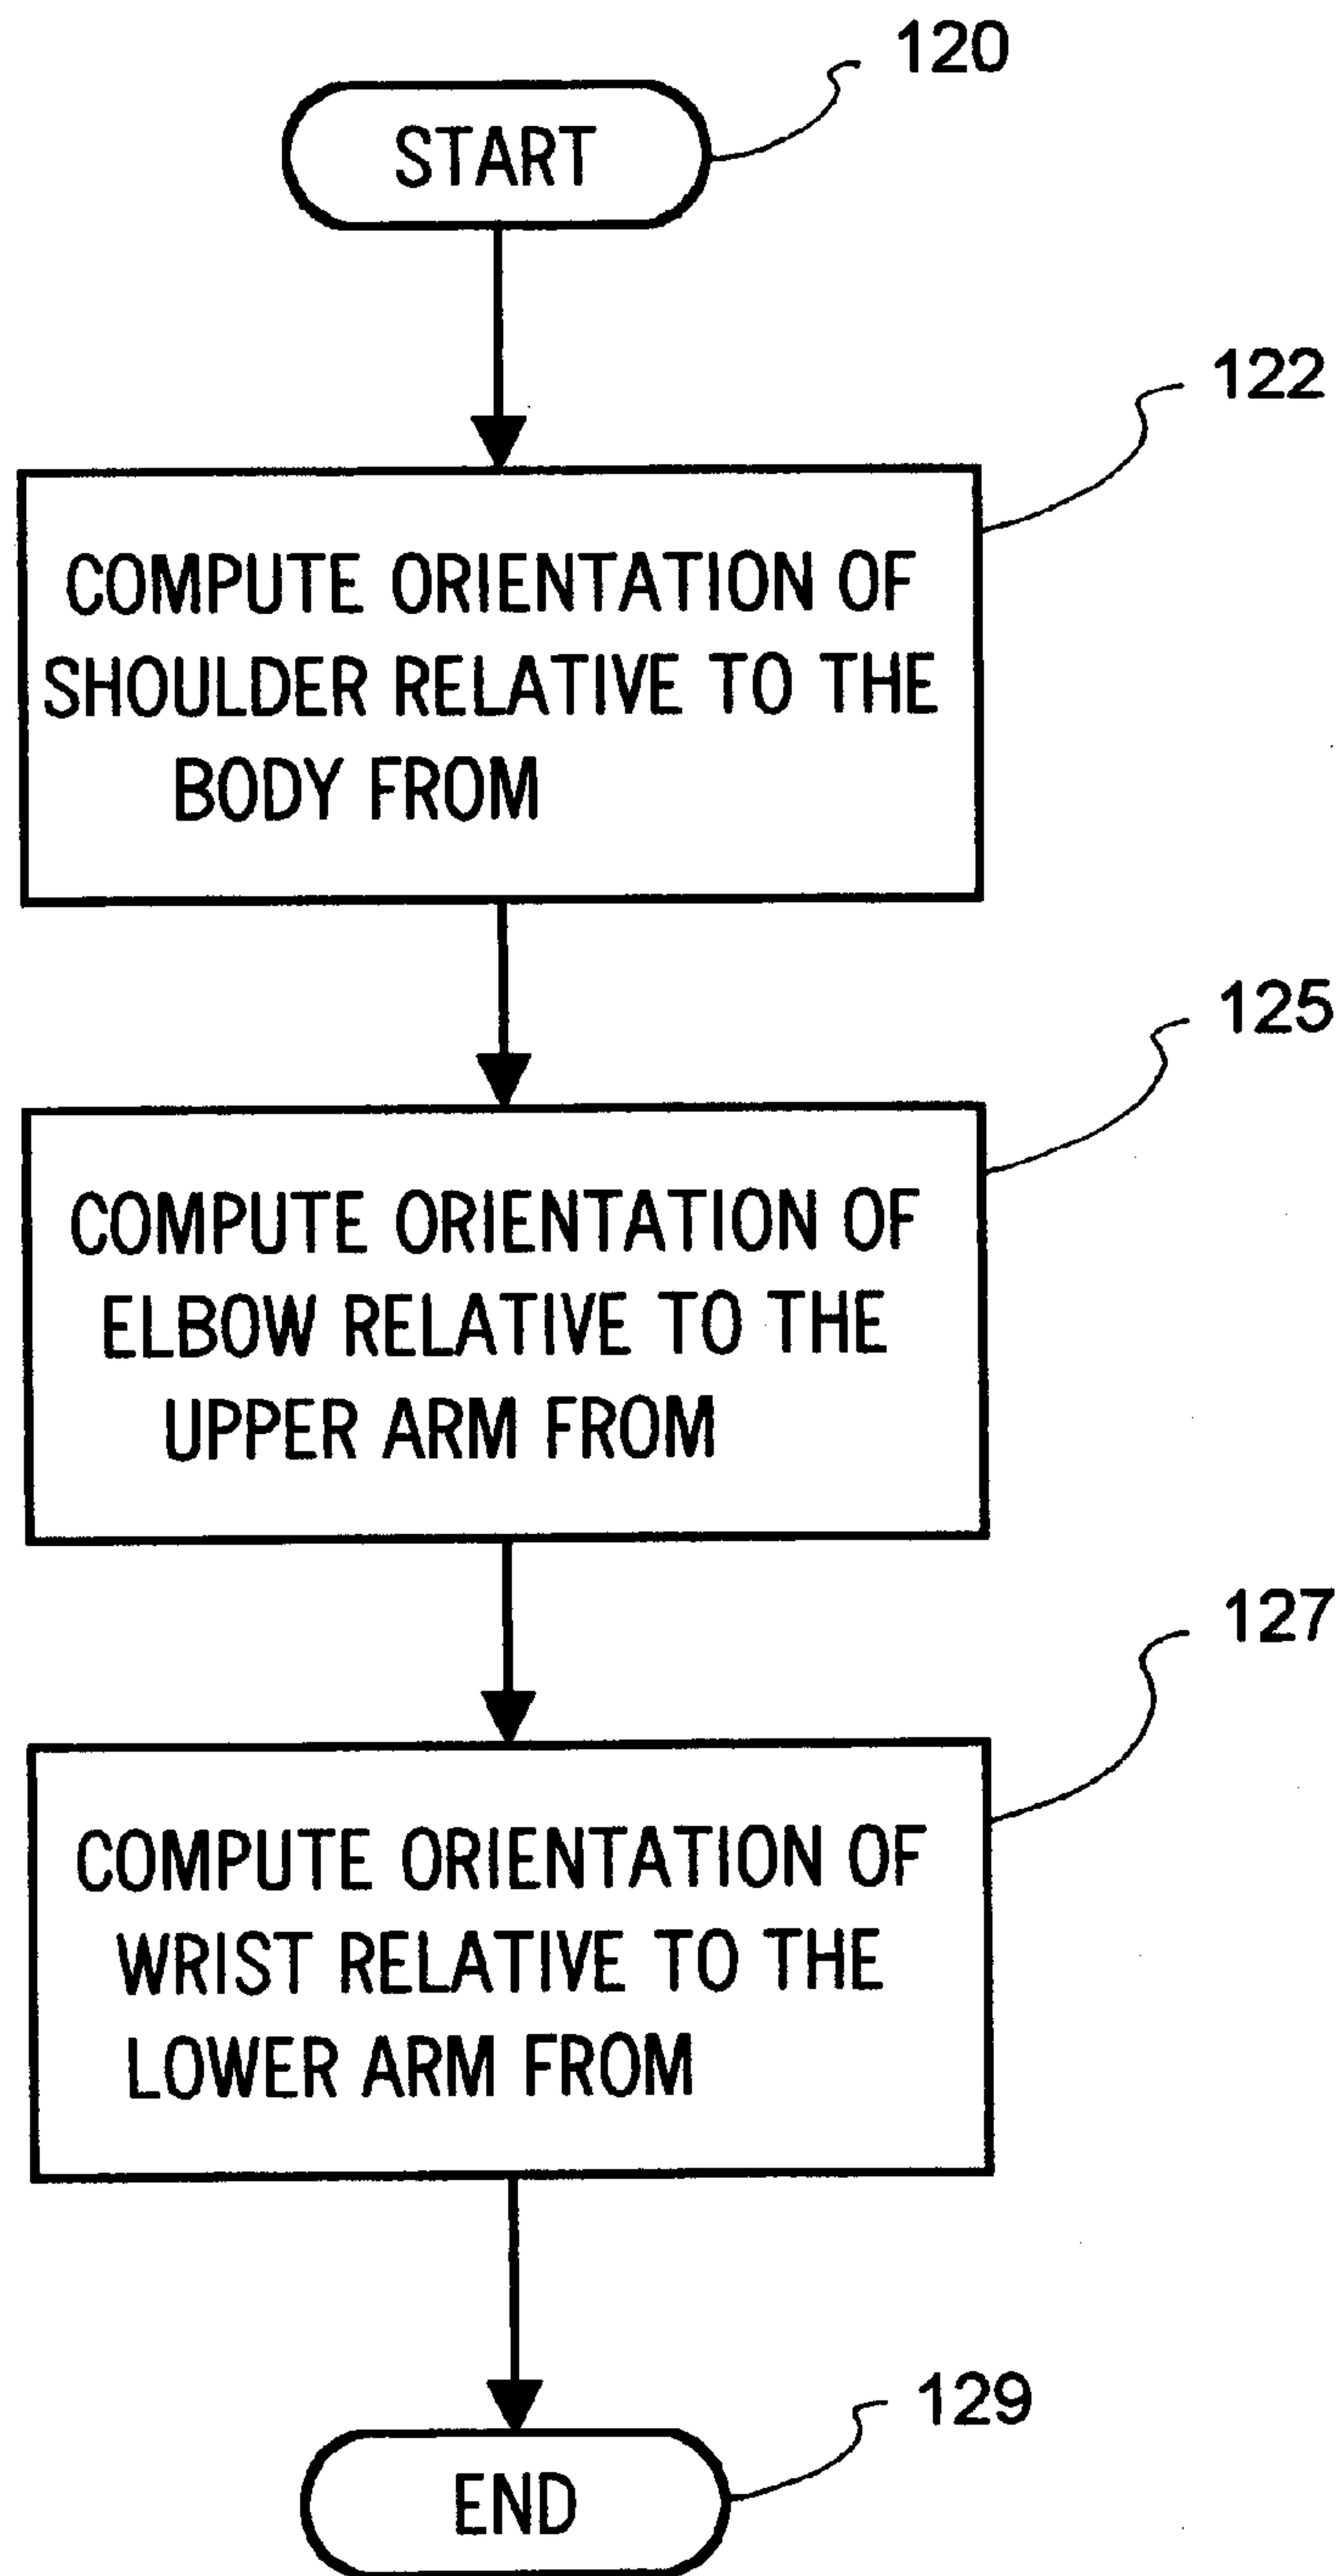 120
START
122
COMPUTE ORIENTATION OF
SHOULDER RELATIVE TO THE
BODY FROM
125
COMPUTE ORIENTATION OF
ELBOW RELATIVE TO THE
UPPER ARM FROM
127
COMPUTE ORIENTATION OF
WRIST RELATIVE TO THE
LOWER ARM FROM
129
END